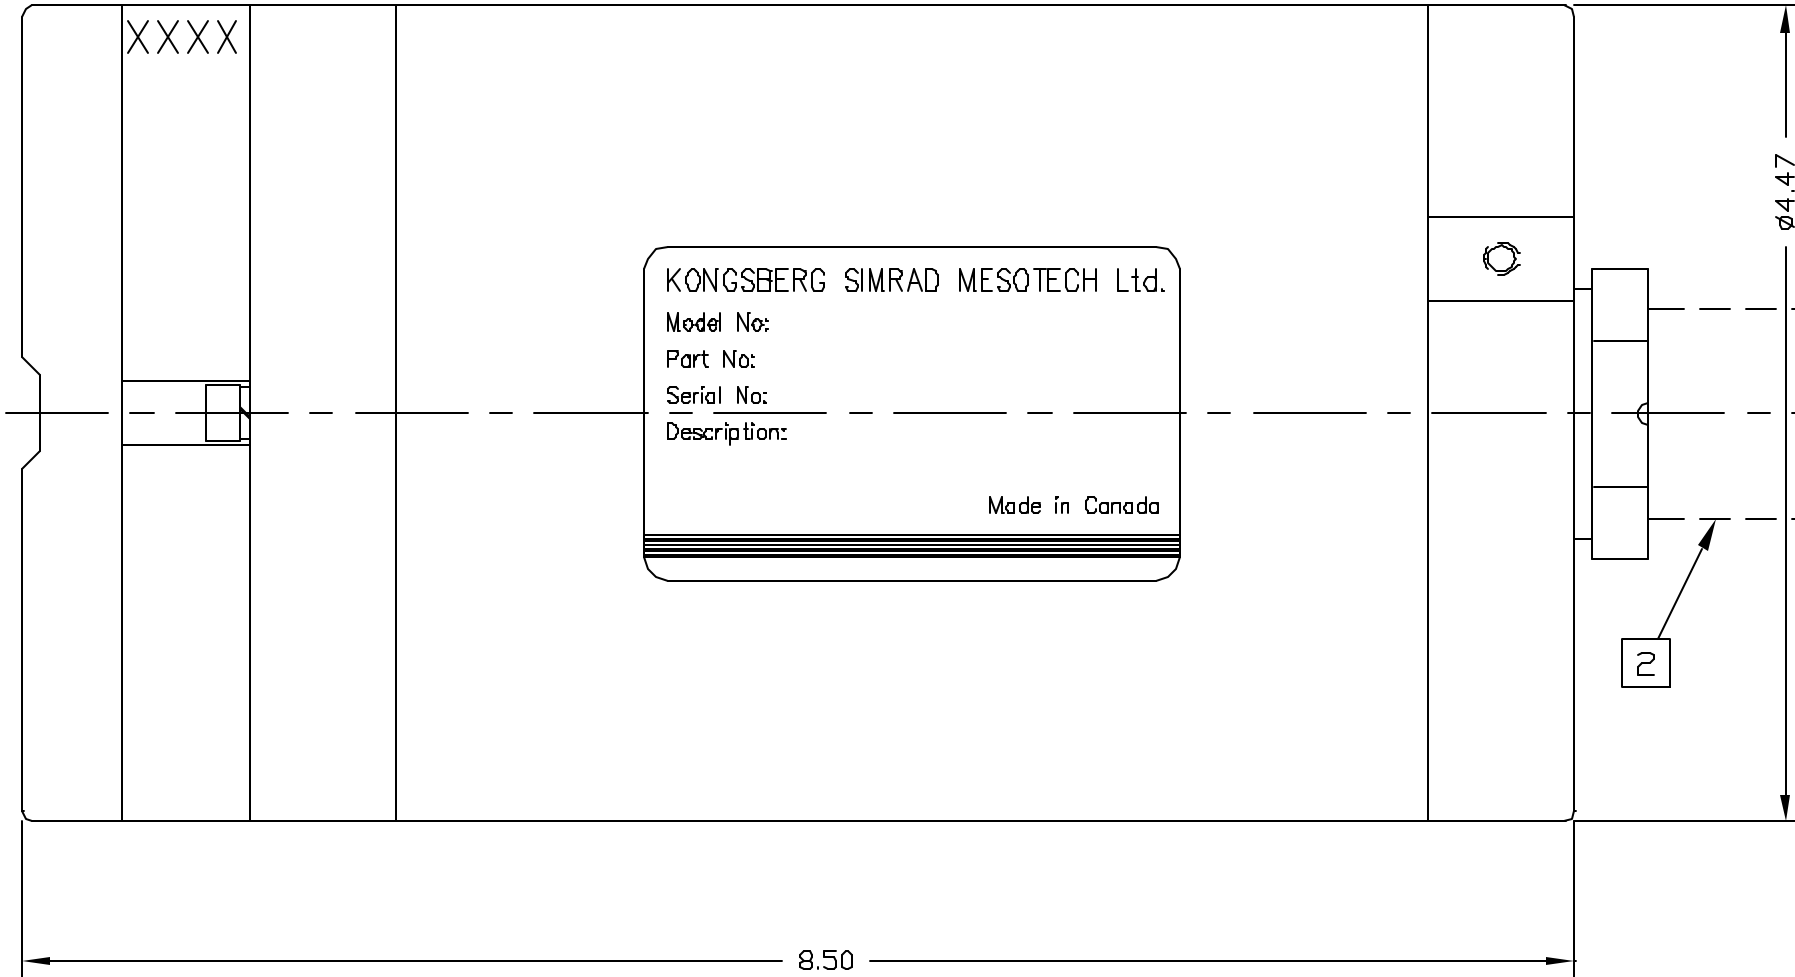 XXXX
ø4.47
KONGSBERG SIMRAD MESOTECH Ltd.
Model No:
Part No:
Serial No:
Description:
Made in Canada
2
8.50